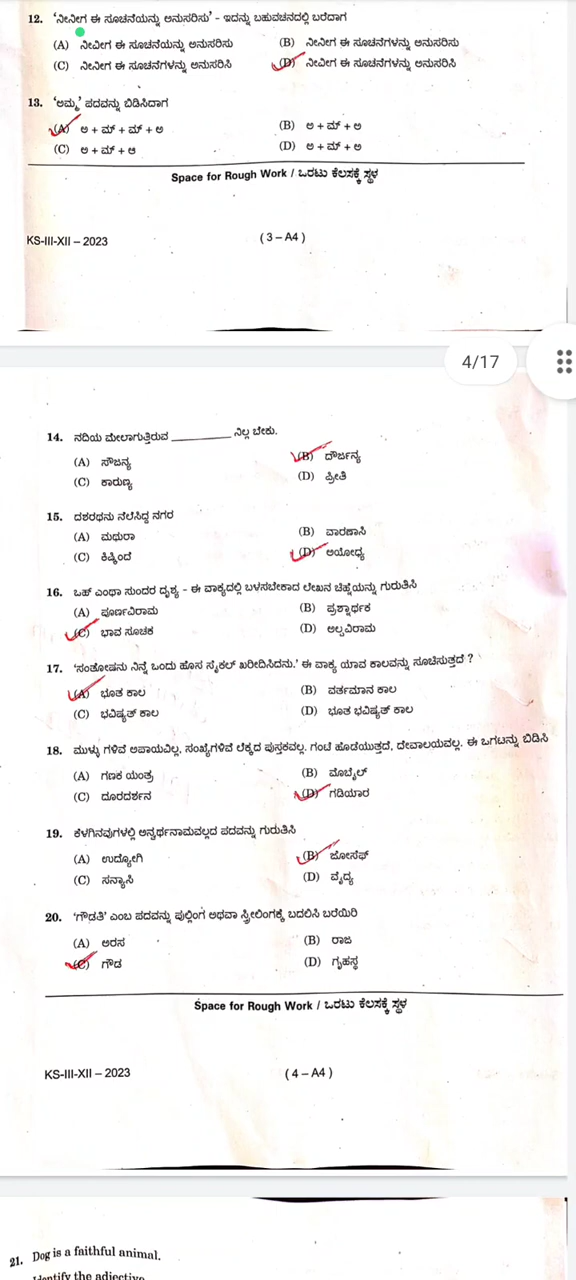 12. 'ನೀನೀಗ ಈ ಸೂಚನೆಯನ್ನು ಅನುಸರಿಸು' - ಇದನ್ನು ಬಹುವಚನದಲ್ಲಿ ಬರೆದಾಗ
(A) ನೀವೀಗ ಈ ಸೂಚನೆಯನ್ನು ಅನುಸರಿಸು (B) ನೀನೀಗ ಈ ಸೂಚನೆಗಳನ್ನು ಅನುಸರಿಸು
(C) ನೀನೀಗ ಈ ಸೂಚನೆಗಳನ್ನು ಅನುಸರಿಸಿ (D) ನೀವೀಗ ಈ ಸೂಚನೆಗಳನ್ನು ಅನುಸರಿಸಿ
13. 'ಅಮ್ಮ' ಪದವನ್ನು ಬಿಡಿಸಿದಾಗ
(A) ಅ + ಮ್ + ಮ್ + ಅ (B) ಅ + ಮ್ + ಅ
(C) ಅ + ಮ್ + ಆ (D) ಅ + ಮ್ + ಅ
Space for Rough Work / ಒರಟು ಕೆಲಸಕ್ಕೆ ಸ್ಥಳ
KS-III-XII – 2023 ( 3 – A4 )
4/17
14. ನದಿಯ ಮೇಲಾಗುತ್ತಿರುವ ________ ನಿಲ್ಲ ಬೇಕು.
(A) ಸೌಜನ್ಯ (B) ದೌರ್ಜನ್ಯ
(C) ಕಾರುಣ್ಯ (D) ಪ್ರೀತಿ
15. ದಶರಥನು ನೆಲೆಸಿದ್ದ ನಗರ
(A) ಮಥುರಾ (B) ವಾರಣಾಸಿ
(C) ಕಿಷ್ಕಿಂದೆ (D) ಅಯೋಧ್ಯ
16. ಒಹ್ ಎಂಥಾ ಸುಂದರ ದೃಶ್ಯ - ಈ ವಾಕ್ಯದಲ್ಲಿ ಬಳಸಬೇಕಾದ ಲೇಖನ ಚಿಹ್ನೆಯನ್ನು ಗುರುತಿಸಿ
(A) ಪೂರ್ಣವಿರಾಮ (B) ಪ್ರಶ್ನಾರ್ಥಕ
(C) ಭಾವ ಸೂಚಕ (D) ಅಲ್ಪವಿರಾಮ
17. 'ಸಂತೋಷನು ನಿನ್ನೆ ಒಂದು ಹೊಸ ಸೈಕಲ್ ಖರೀದಿಸಿದನು.' ಈ ವಾಕ್ಯ ಯಾವ ಕಾಲವನ್ನು ಸೂಚಿಸುತ್ತದೆ ?
(A) ಭೂತ ಕಾಲ (B) ವರ್ತಮಾನ ಕಾಲ
(C) ಭವಿಷ್ಯತ್ ಕಾಲ (D) ಭೂತ ಭವಿಷ್ಯತ್ ಕಾಲ
18. ಮುಳ್ಳು ಗಳಿವೆ ಅಪಾಯವಿಲ್ಲ, ಸಂಖ್ಯೆಗಳಿವೆ ಲೆಕ್ಕದ ಪುಸ್ತಕವಲ್ಲ, ಗಂಟೆ ಹೊಡೆಯುತ್ತದೆ, ದೇವಾಲಯವಲ್ಲ. ಈ ಒಗಟನ್ನು ಬಿಡಿಸಿ
(A) ಗಣಕ ಯಂತ್ರ (B) ಮೊಬೈಲ್
(C) ದೂರದರ್ಶನ (D) ಗಡಿಯಾರ
19. ಕೆಳಗಿನವುಗಳಲ್ಲಿ ಅನ್ವರ್ಥನಾಮವಲ್ಲದ ಪದವನ್ನು ಗುರುತಿಸಿ
(A) ಉದ್ಯೋಗಿ (B) ಜೋಸೆಫ್
(C) ಸನ್ಯಾಸಿ (D) ವೈದ್ಯ
20. 'ಗೌಡತಿ' ಎಂಬ ಪದವನ್ನು ಪುಲ್ಲಿಂಗ ಅಥವಾ ಸ್ತ್ರೀಲಿಂಗಕ್ಕೆ ಬದಲಿಸಿ ಬರೆಯಿರಿ
(A) ಅರಸ (B) ರಾಜ
(C) ಗೌಡ (D) ಗೃಹಸ್ಥ
Space for Rough Work / ಒರಟು ಕೆಲಸಕ್ಕೆ ಸ್ಥಳ
KS-III-XII – 2023 ( 4 – A4 )
21. Dog is a faithful animal.
Identify the adjective